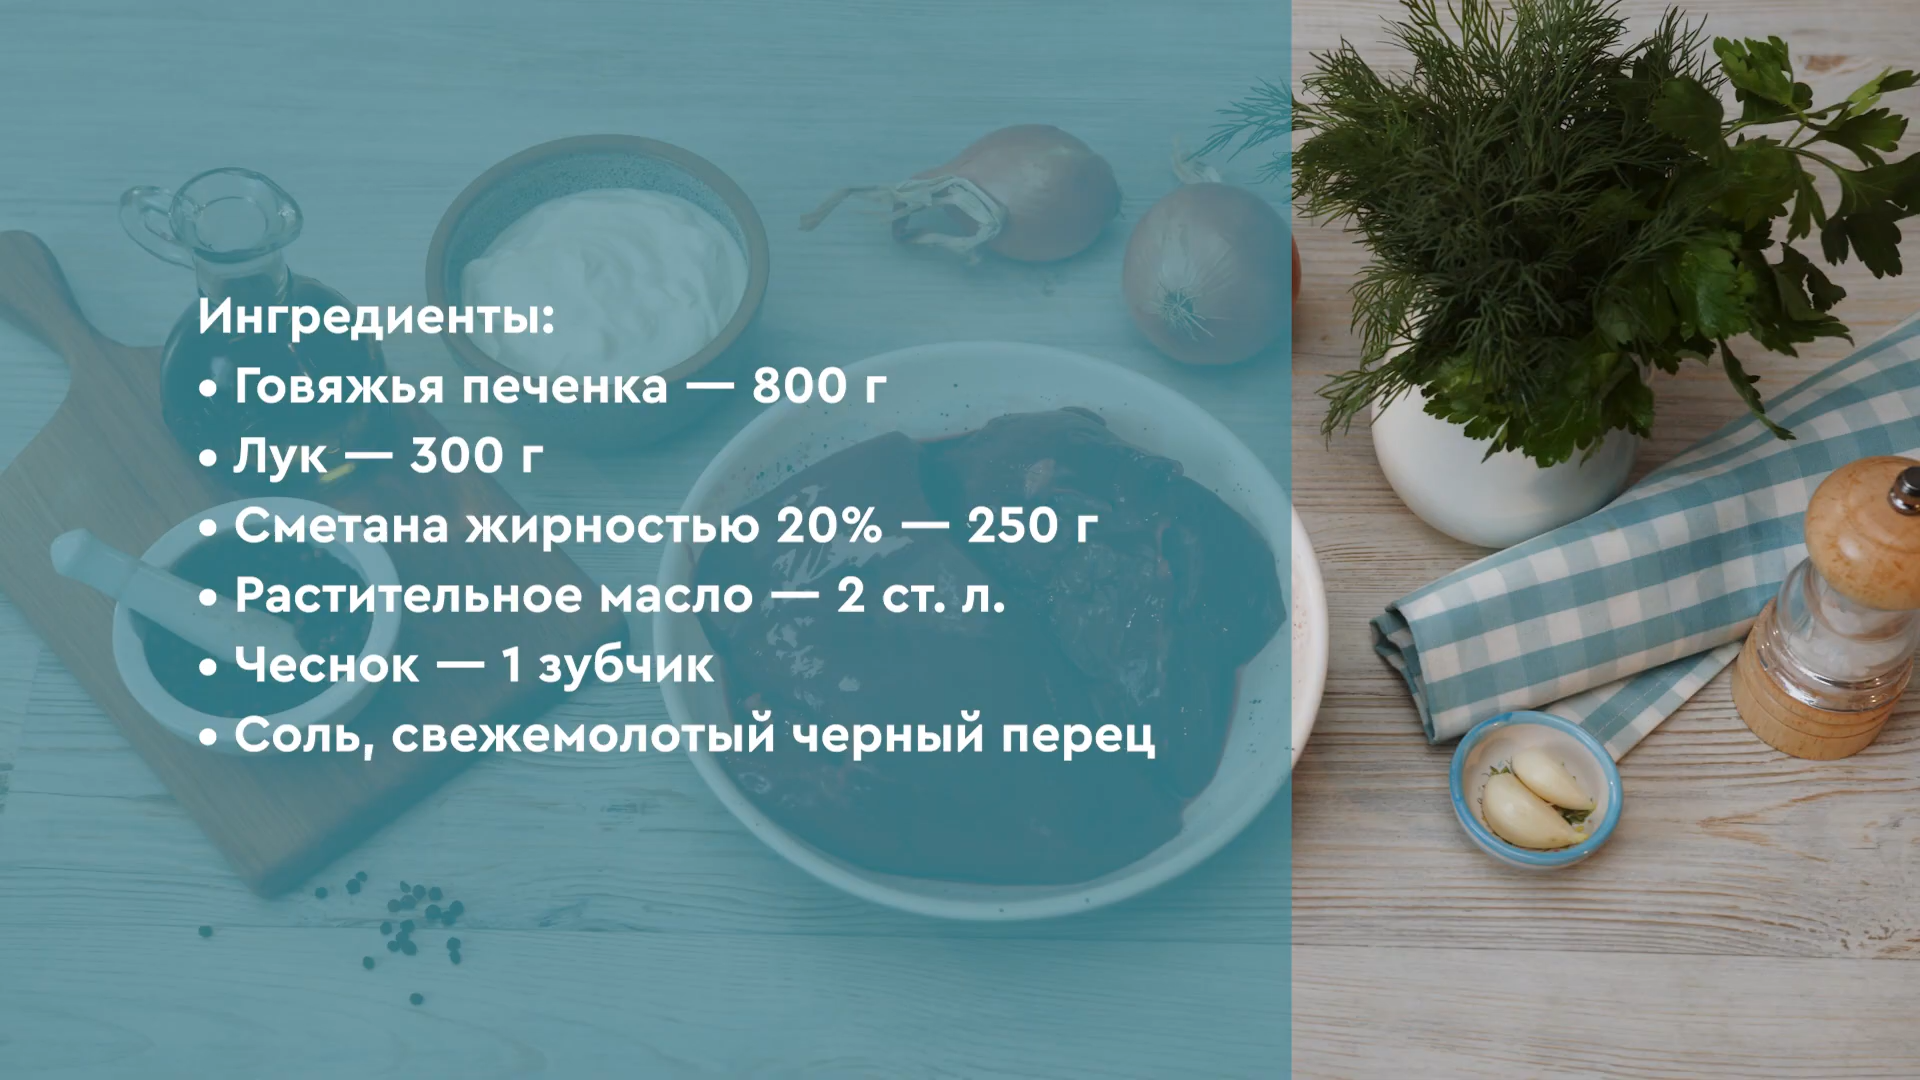 Ингредиенты:
• Говяжья печенка — 800 г
• Лук — 300 г
• Сметана жирностью 20% — 250 г
• Растительное масло — 2 ст. л.
• Чеснок — 1 зубчик
• Соль, свежемолотый черный перец